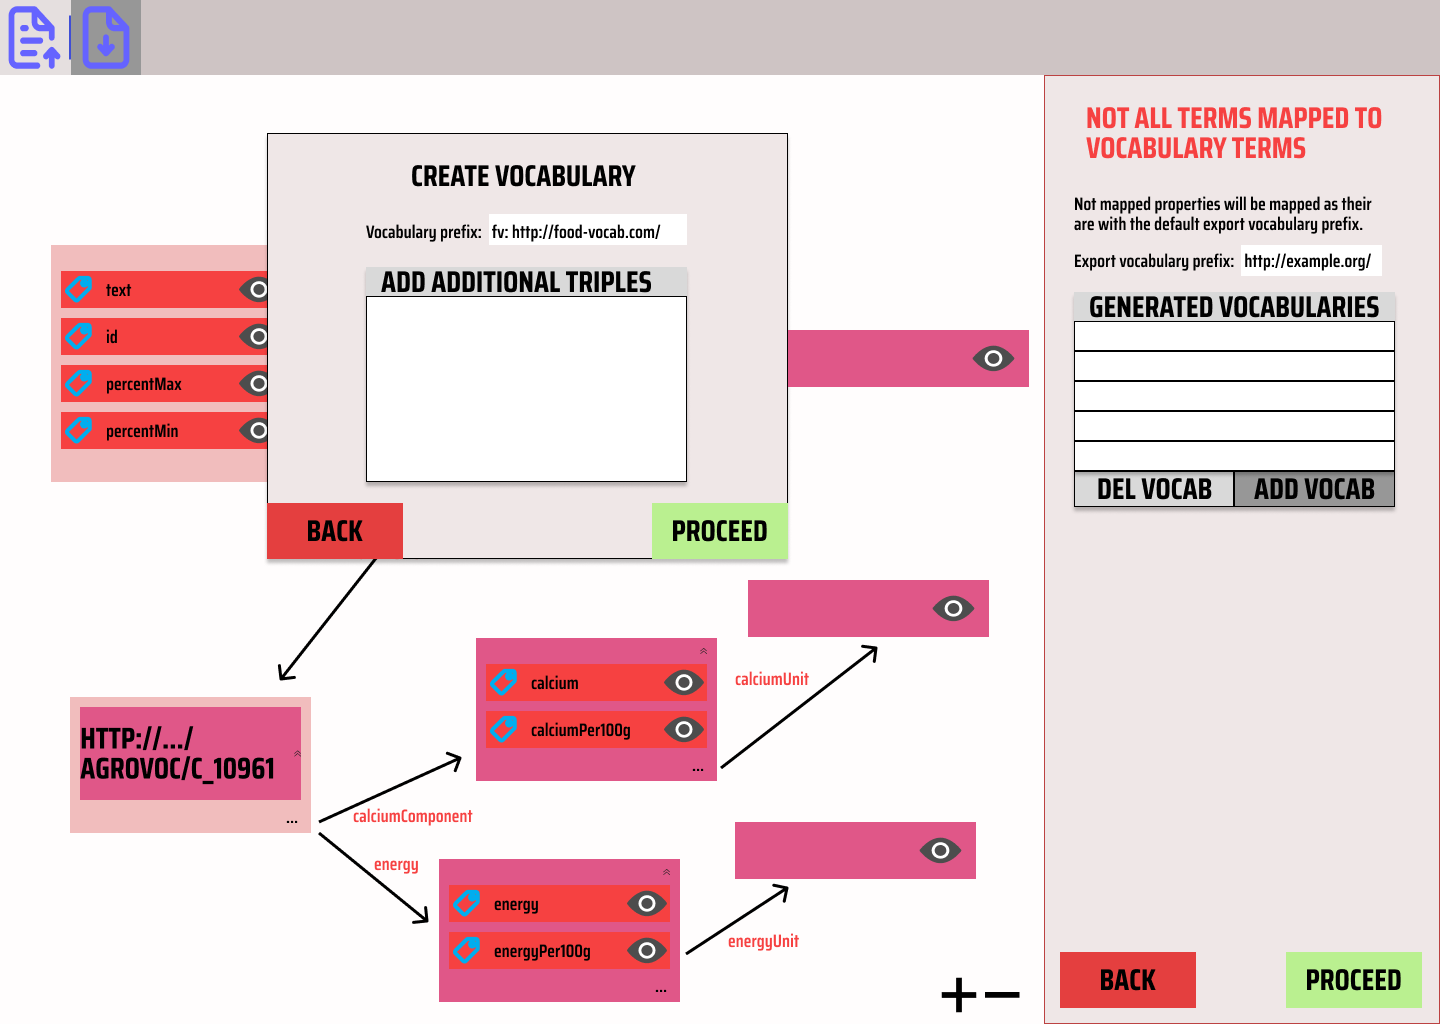 CREATE VOCABULARY
Vocabulary prefix: fv: http://food-vocab.com/
ADD ADDITIONAL TRIPLES
BACK
PROCEED
text
id
percentMax
percentMin
HTTP://.../
AGROVOC/C_10961
...
calciumComponent
energy
calcium
calciumPer100g
...
calciumUnit
energy
energyPer100g
...
energyUnit
+−
NOT ALL TERMS MAPPED TO
VOCABULARY TERMS
Not mapped properties will be mapped as their
are with the default export vocabulary prefix.
Export vocabulary prefix: http://example.org/
GENERATED VOCABULARIES
DEL VOCAB
ADD VOCAB
BACK
PROCEED